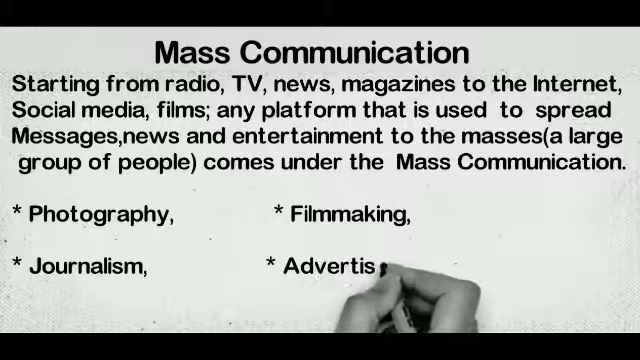 Mass Communication
Starting from radio, TV, news, magazines to the Internet,
Social media, films; any platform that is used to spread
Messages,news and entertainment to the masses(a large
group of people) comes under the Mass Communication.
* Photography, * Filmmaking,
* Journalism, * Advertis